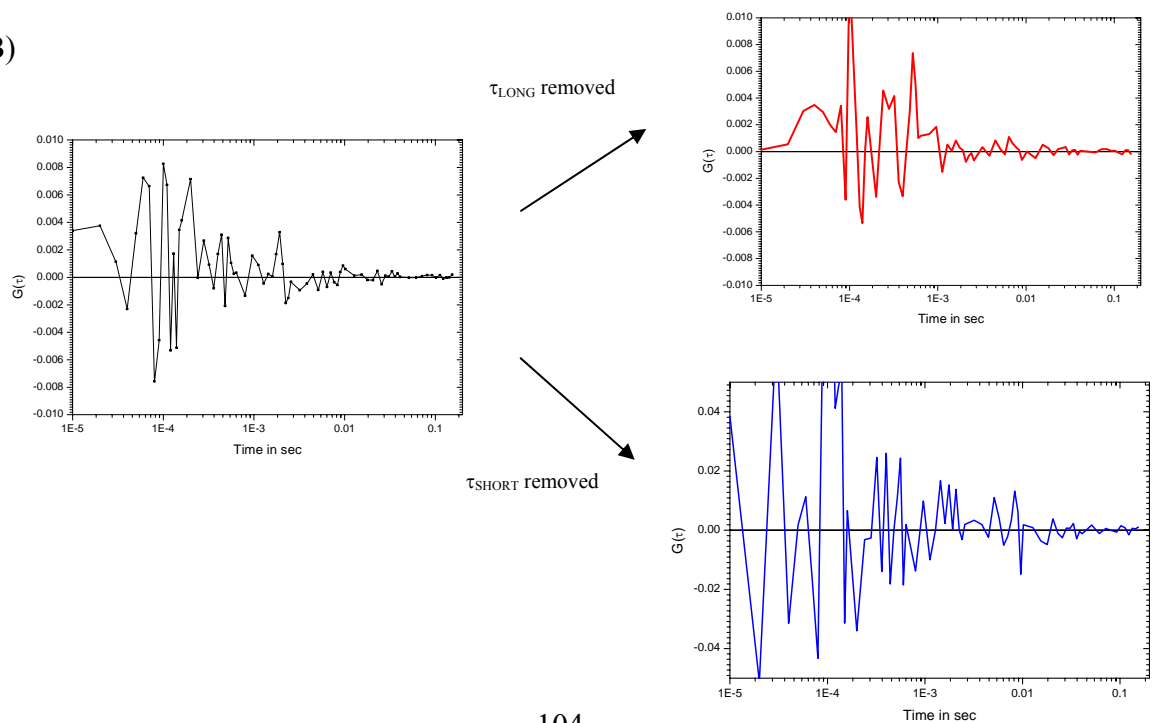 B)
τLONG removed
0.010
0.008
0.006
0.004
0.002
0.000
-0.002
-0.004
-0.006
-0.008
-0.010
G(τ)
1E-5
1E-4
1E-3
0.01
0.1
Time in sec
0.010
0.008
0.006
0.004
0.002
0.000
-0.002
-0.004
-0.006
-0.008
-0.010
G(τ)
1E-5
1E-4
1E-3
0.01
0.1
Time in sec
τSHORT removed
0.04
0.02
0.00
-0.02
-0.04
G(τ)
1E-5
1E-4
1E-3
0.01
0.1
Time in sec
104